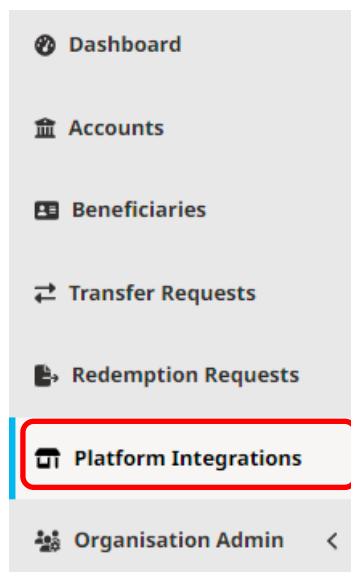 Dashboard
Accounts
Beneficiaries
Transfer Requests
Redemption Requests
Platform Integrations
Organisation Admin